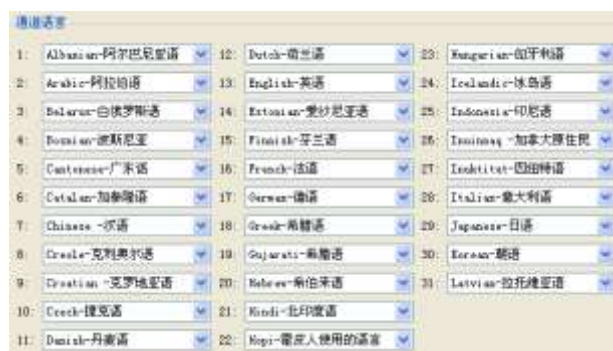 通道语言
1: Albanian-阿尔巴尼亚语
2: Arabic-阿拉伯语
3: Belarus-白俄罗斯语
4: Bosnian-波斯尼亚
5: Cantonese-广东话
6: Catalan-加泰隆语
7: Chinese -汉语
8: Creole-克利奥尔语
9: Croatian -克罗地亚语
10: Czech-捷克语
11: Danish-丹麦语
12: Dutch-荷兰语
13: English-英语
14: Estonian-爱沙尼亚语
15: Finnish-芬兰语
16: French-法语
17: German-德语
18: Greek-希腊语
19: Gujarati-希腊语
20: Hebrew-希伯来语
21: Hindi-北印度语
22: Hopi-霍皮人使用的语言
23: Hungarian-匈牙利语
24: Icelandic-冰岛语
25: Indonesia-印尼语
26: -加拿大原住民
27: Inuktitut-因纽特语
28: Italian-意大利语
29: Japanese-日语
30: Korean-朝语
31: Latvian-拉托维亚语